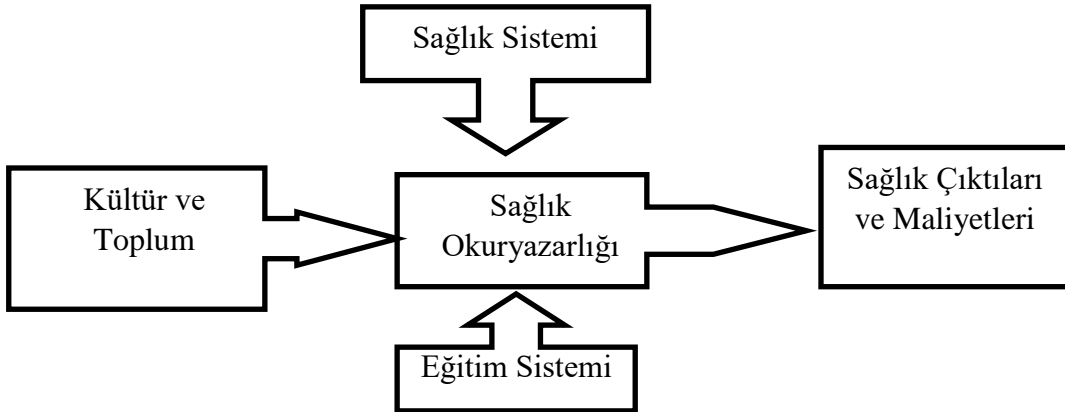 Sağlık Sistemi
Kültür ve
Toplum
Sağlık
Okuryazarlığı
Sağlık Çıktıları
ve Maliyetleri
Eğitim Sistemi